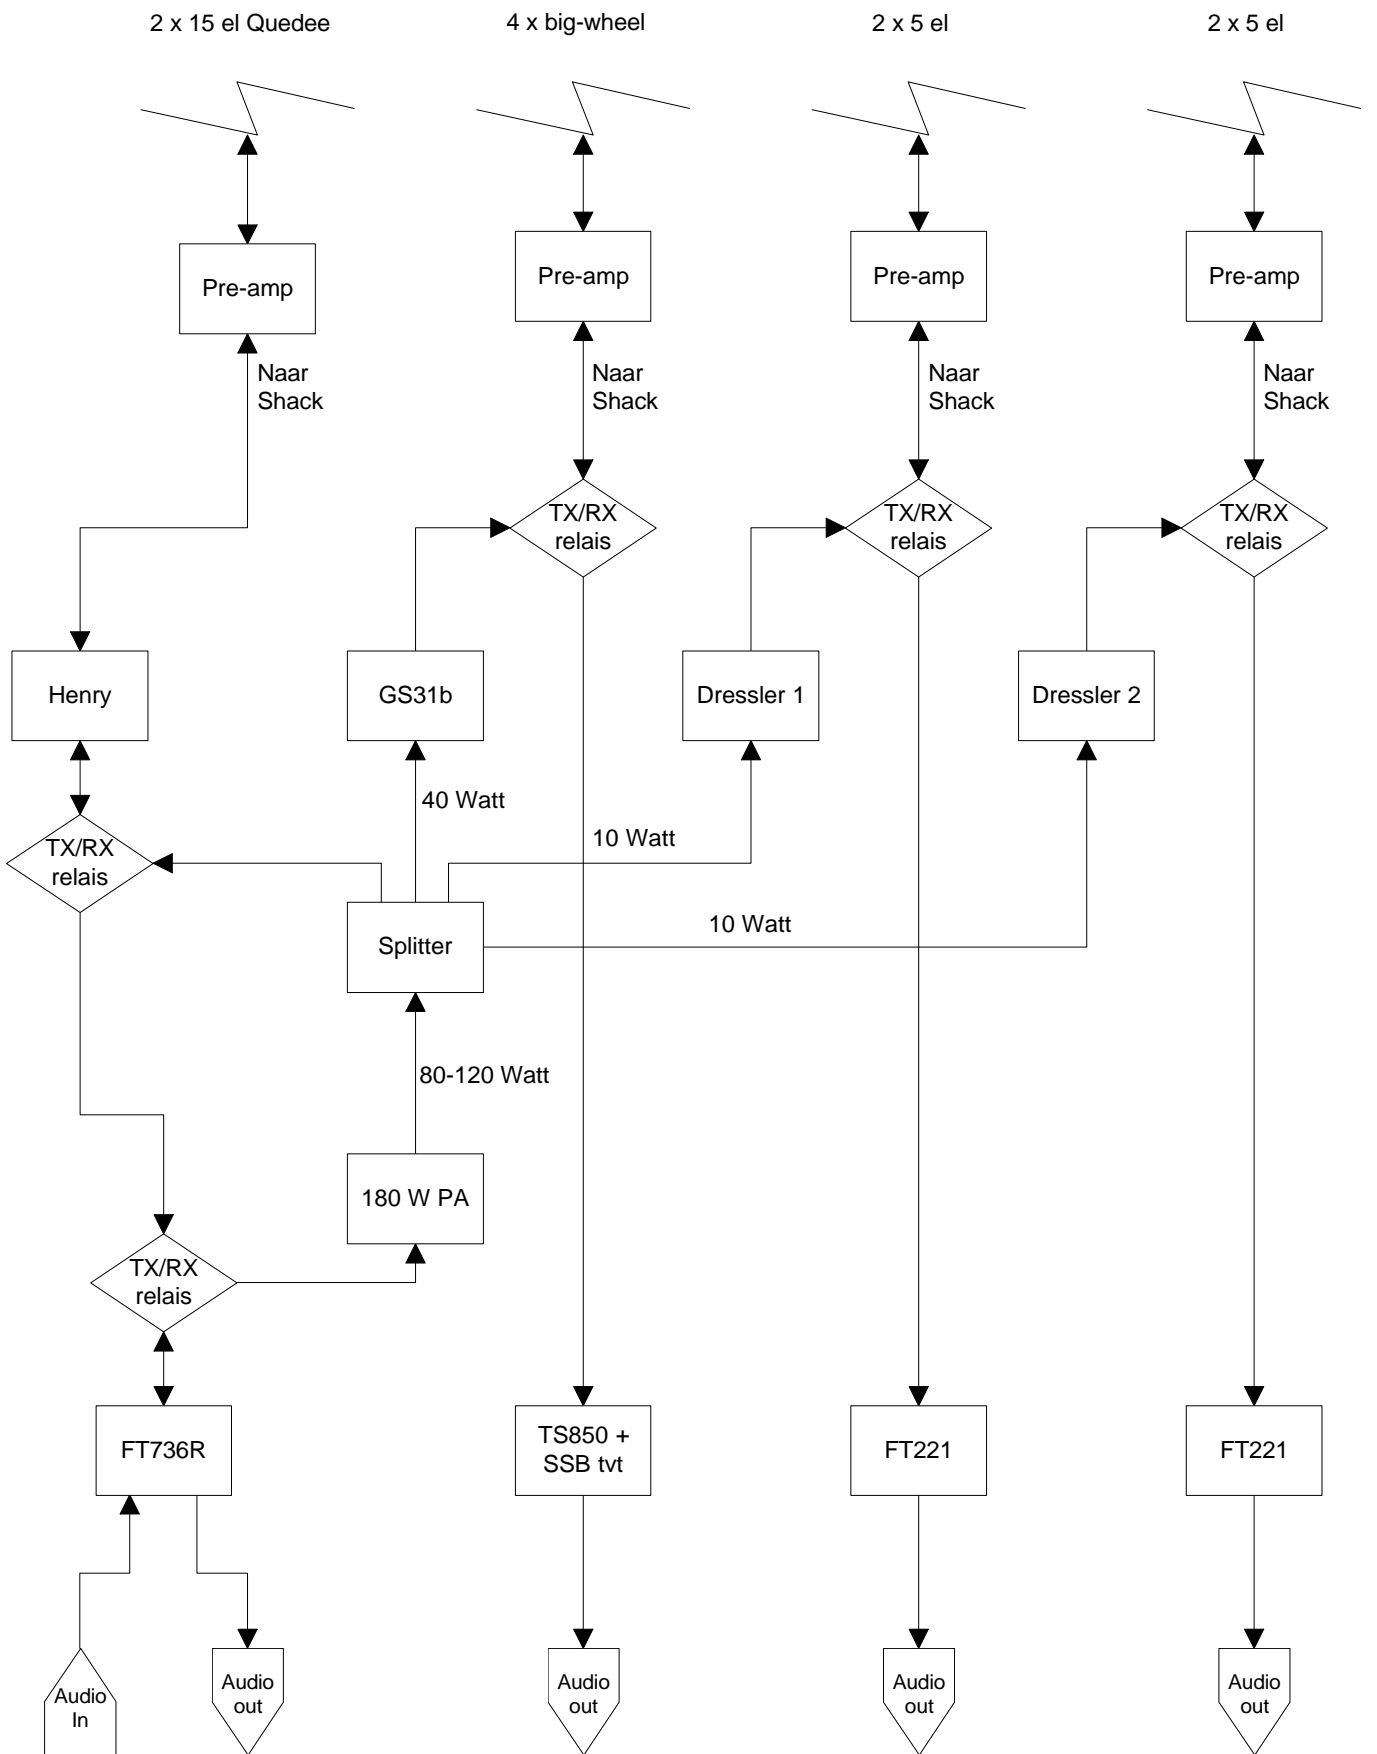 2 x 15 el Quedee
4 x big-wheel
2 x 5 el
2 x 5 el
Pre-amp
Pre-amp
Pre-amp
Pre-amp
Naar
Shack
Naar
Shack
Naar
Shack
Naar
Shack
TX/RX
relais
TX/RX
relais
TX/RX
relais
Henry
GS31b
Dressler 1
Dressler 2
40 Watt
10 Watt
TX/RX
relais
10 Watt
Splitter
80-120 Watt
180 W PA
TX/RX
relais
FT736R
TS850 +
SSB tvt
FT221
FT221
Audio
In
Audio
out
Audio
out
Audio
out
Audio
out